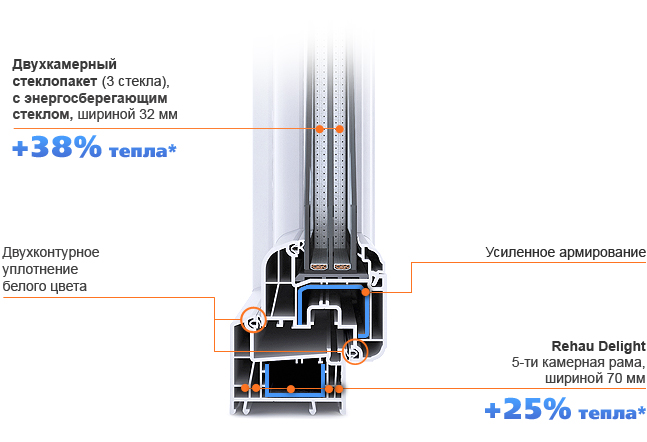 Двухкамерный
стеклопакет (3 стекла),
с энергосберегающим
стеклом, шириной 32 мм
+38% тепла*
Двухконтурное
уплотнение
белого цвета
Усиленное армирование
Rehau Delight
5-ти камерная рама,
шириной 70 мм
+25% тепла*